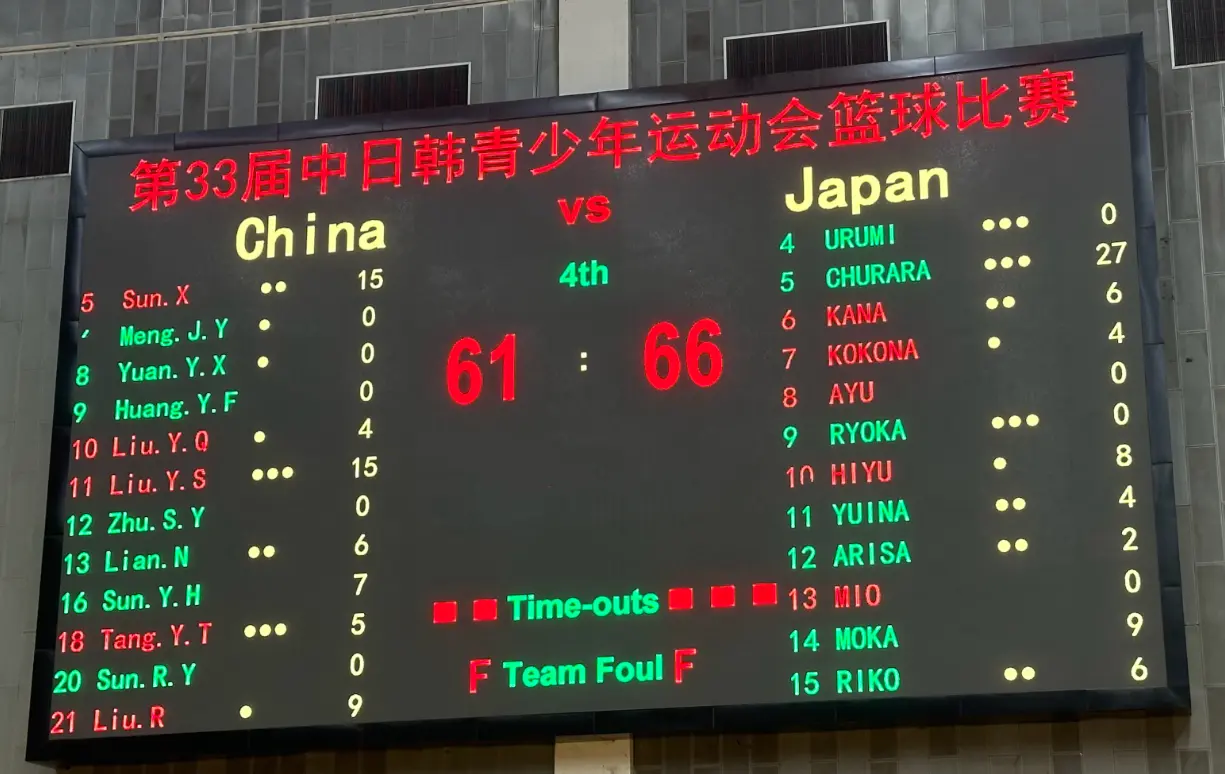 第33届中日韩青少年运动会篮球比赛
China vs Japan
4th
61 : 66
5 Sun.X 15
Meng.J.Y 0
8 Yuan.Y.X 0
9 Huang.Y.F 0
10 Liu.Y.Q 4
11 Liu.Y.S 15
12 Zhu.S.Y 0
13 Lian.N 6
16 Sun.Y.H 7
18 Tang.Y.T 5
20 Sun.R.Y 0
21 Liu.R 9
Time-outs
F Team Foul F
4 URUMI 0
5 CHURARA 27
6 KANA 6
7 KOKONA 4
8 AYU 0
9 RYOKA 0
10 HIYU 8
11 YUINA 4
12 ARISA 2
13 MIO 0
14 MOKA 9
15 RIKO 6